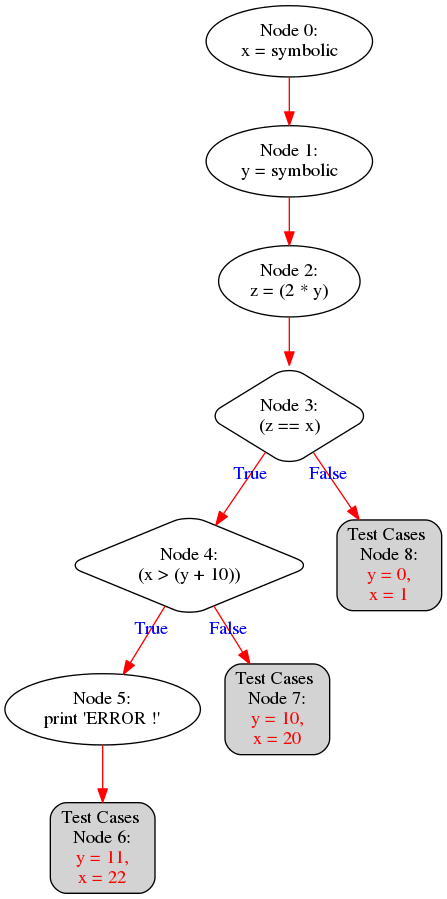 Node 0:
x = symbolic
Node 1:
y = symbolic
Node 2:
z = (2 * y)
Node 3:
(z == x)
True
False
Node 4:
(x > (y + 10))
Test Cases
Node 8:
y = 0,
x = 1
True
False
Node 5:
print 'ERROR !'
Test Cases
Node 7:
y = 10,
x = 20
Test Cases
Node 6:
y = 11,
x = 22